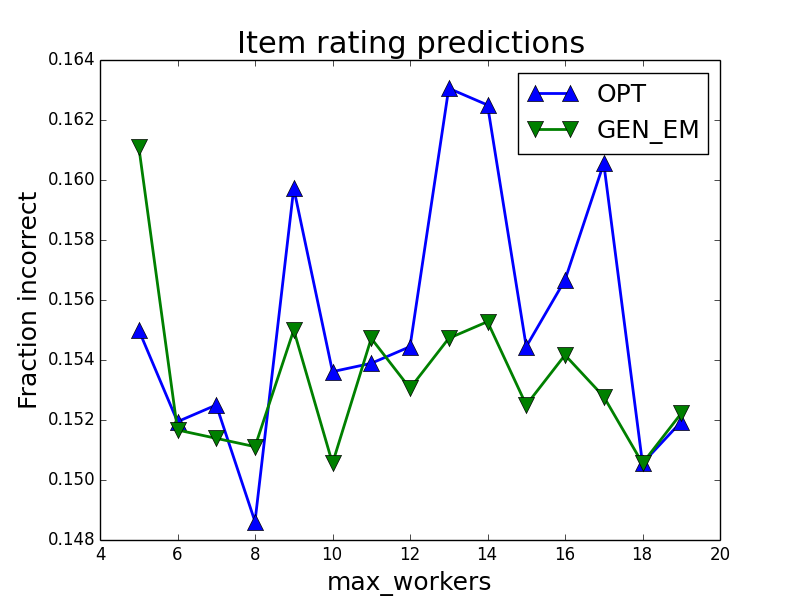 Item rating predictions
OPT
GEN_EM
Fraction incorrect
0.164
0.162
0.160
0.158
0.156
0.154
0.152
0.150
0.148
4 6 8 10 12 14 16 18 20
max_workers